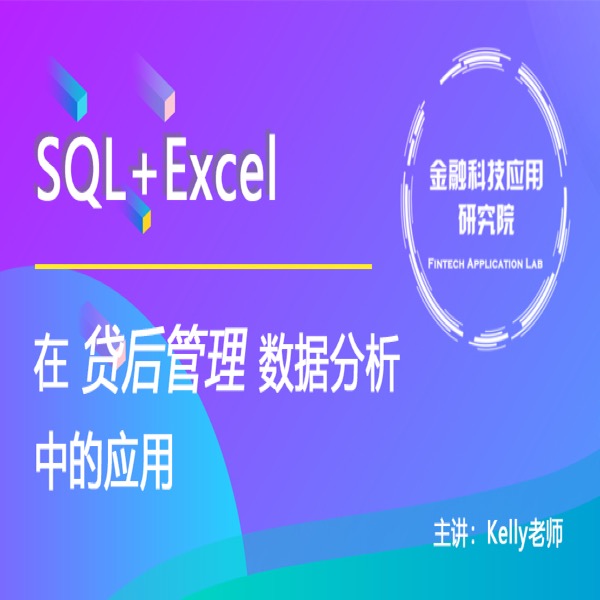 SQL+Excel
金融科技应用
研究院
FINTECH APPLICATION LAB
在 贷后管理 数据分析
中的应用
主讲：Kelly老师